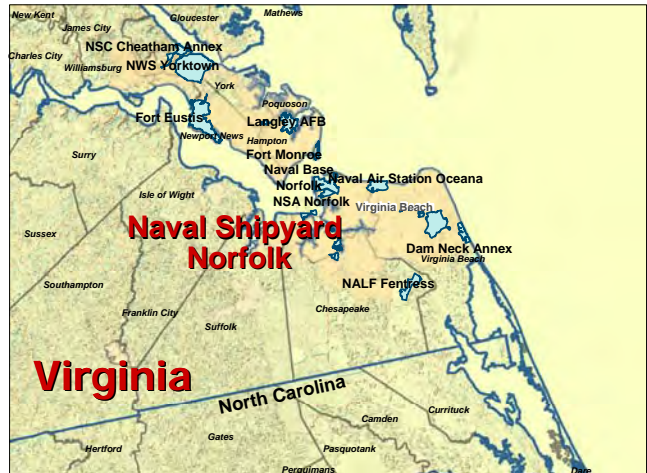 New Kent
Gloucester
Mathews
James City
NSC Cheatham Annex
Charles City
Williamsburg
NWS Yorktown
York
Poquoson
Fort Eustis
Langley AFB
Newport News
Hampton
Surry
Fort Monroe
Naval Base
Norfolk
Naval Air Station Oceana
Isle of Wight
NSA Norfolk
Virginia Beach
Sussex
Naval Shipyard
Norfolk
Dam Neck Annex
Virginia Beach
Southampton
NALF Fentress
Franklin City
Suffolk
Chesapeake
Virginia
North Carolina
Currituck
Camden
Hertford
Gates
Pasquotank
Perquimans
Dare